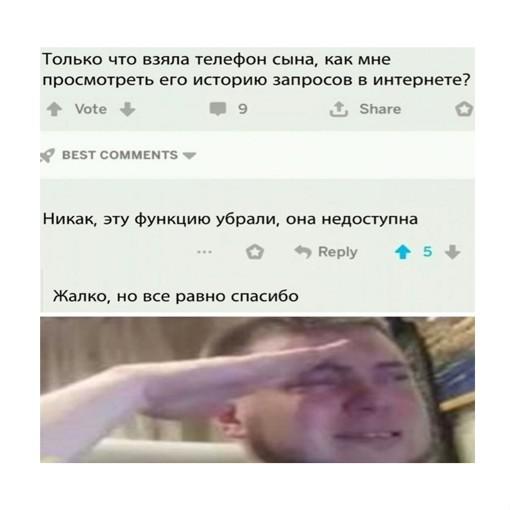 Только что взяла телефон сына, как мне
просмотреть его историю запросов в интернете?
Vote 9 Share
BEST COMMENTS
Никак, эту функцию убрали, она недоступна
Reply 5
Жалко, но все равно спасибо